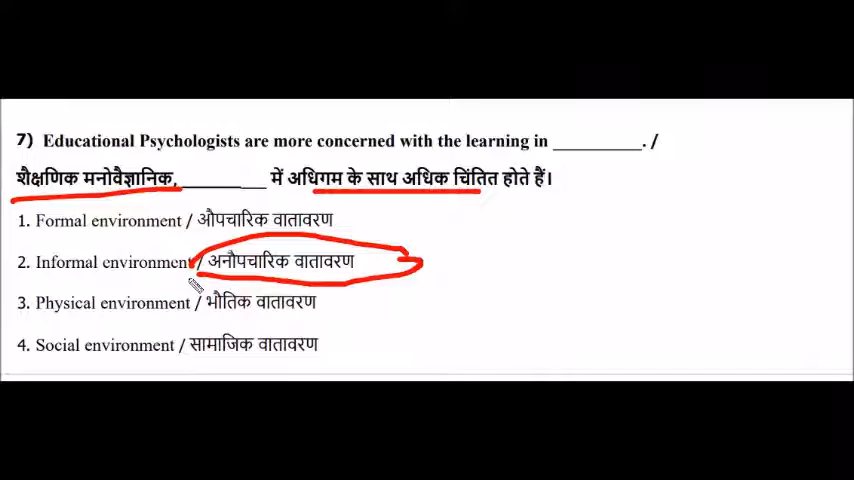 7) Educational Psychologists are more concerned with the learning in __________. /
शैक्षणिक मनोवैज्ञानिक, __________ में अधिगम के साथ अधिक चिंतित होते हैं।
1. Formal environment / औपचारिक वातावरण
2. Informal environment / अनौपचारिक वातावरण
3. Physical environment / भौतिक वातावरण
4. Social environment / सामाजिक वातावरण